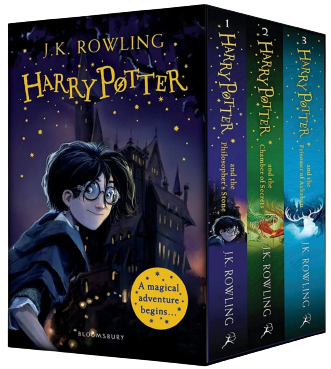 J.K. ROWLING
HARRY POTTER
A magical
adventure
begins...
BLOOMSBURY
1
HARRY POTTER
and the
Philosopher's Stone
J.K. ROWLING
2
HARRY POTTER
and the
Chamber of Secrets
J.K. ROWLING
3
HARRY POTTER
and the
Prisoner of Azkaban
J.K. ROWLING